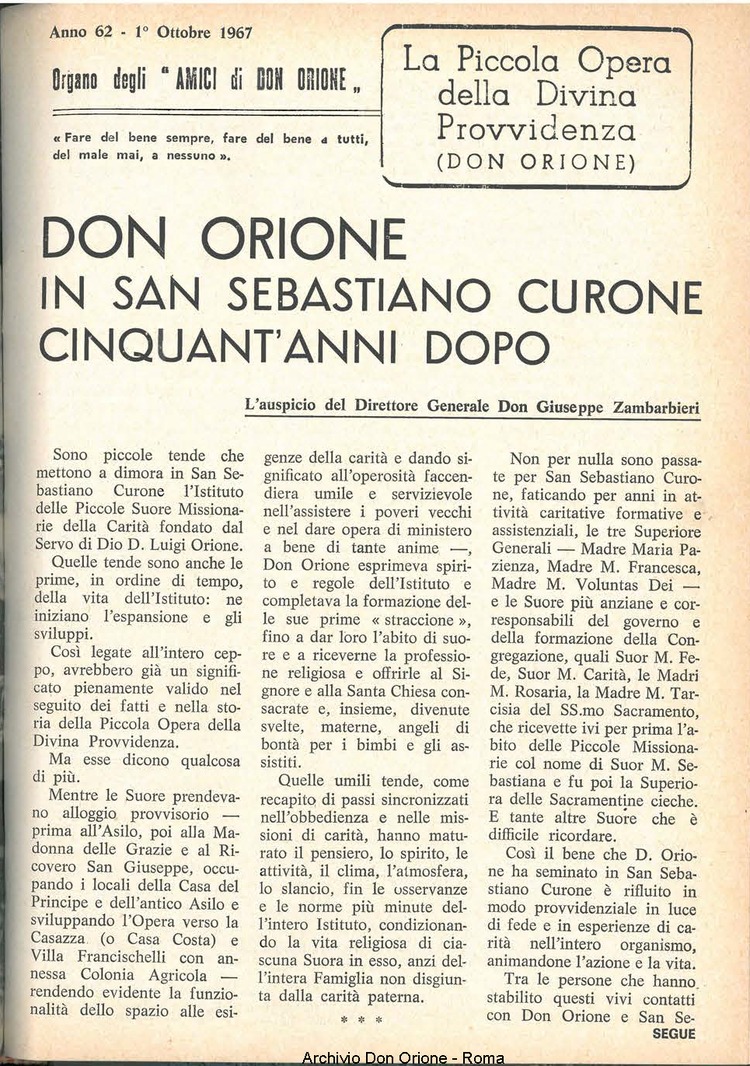 Anno 62 - 1° Ottobre 1967
Organo degli “ AMICI di DON ORIONE „
« Fare del bene sempre, fare del bene a tutti,
del male mai, a nessuno ».
La Piccola Opera
della Divina
Provvidenza
(DON ORIONE)
DON ORIONE
IN SAN SEBASTIANO CURONE
CINQUANT'ANNI DOPO
L'auspicio del Direttore Generale Don Giuseppe Zambarbieri
Sono piccole tende che
mettono a dimora in San Se-
bastiano Curone l'Istituto
delle Piccole Suore Missiona-
rie della Carità fondato dal
Servo di Dio D. Luigi Orione.
Quelle tende sono anche le
prime, in ordine di tempo,
della vita dell'Istituto: ne
iniziano l'espansione e gli
sviluppi.
Così legate all'intero cep-
po, avrebbero già un signifi-
cato pienamente valido nel
seguito dei fatti e nella sto-
ria della Piccola Opera della
Divina Provvidenza.
Ma esse dicono qualcosa
di più.
Mentre le Suore prendeva-
no alloggio provvisorio —
prima all'Asilo, poi alla Ma-
donna delle Grazie e al Ri-
covero San Giuseppe, occu-
pando i locali della Casa del
Principe e dell'antico Asilo e
sviluppando l'Opera verso la
Casazza (o Casa Costa) e
Villa Francischelli con an-
nessa Colonia Agricola —
rendendo evidente la funzio-
nalità dello spazio alle esi-
genze della carità e dando si-
gnificato all'operosità faccen-
diera umile e servizievole
nell'assistere i poveri vecchi
e nel dare opera di ministero
a bene di tante anime —,
Don Orione esprimeva spiri-
to e regole dell'Istituto e
completava la formazione del-
le sue prime « straccione »,
fino a dar loro l'abito di suo-
re e a riceverne la professio-
ne religiosa e offrirle al Si-
gnore e alla Santa Chiesa con-
sacrate e, insieme, divenute
svelte, materne, angeli di
bontà per i bimbi e gli as-
sistiti.
Quelle umili tende, come
recapito di passi sincronizzati
nell'obbedienza e nelle mis-
sioni di carità, hanno matu-
rato il pensiero, lo spirito, le
attività, il clima, l'atmosfera,
lo slancio, fin le osservanze
e le norme più minute del-
l'intero Istituto, condizionan-
do la vita religiosa di cia-
scuna Suora in esso, anzi del-
l'intera Famiglia non disgiun-
ta dalla carità paterna.
* * *
Non per nulla sono passa-
te per San Sebastiano Curo-
ne, faticando per anni in at-
tività caritative formative e
assistenziali, le tre Superiore
Generali — Madre Maria Pa-
zienza, Madre M. Francesca,
Madre M. Voluntas Dei —
e le Suore più anziane e cor-
responsabili del governo e
della formazione della Con-
gregazione, quali Suor M. Fe-
de, Suor M. Carità, le Madri
M. Rosaria, la Madre M. Tar-
cisia del SS.mo Sacramento,
che ricevette ivi per prima l'a-
bito delle Piccole Missiona-
rie col nome di Suor M. Se-
bastiana e fu poi la Superio-
ra delle Sacramentine cieche.
E tante altre Suore che è
difficile ricordare.
Così il bene che D. Orio-
ne ha seminato in San Seba-
stiano Curone è rifluito in
modo provvidenziale in luce
di fede e in esperienze di ca-
rità nell'intero organismo,
animandone l'azione e la vita.
Tra le persone che hanno
stabilito questi vivi contatti
con Don Orione e San Se-
SEGUE
Archivio Don Orione - Roma